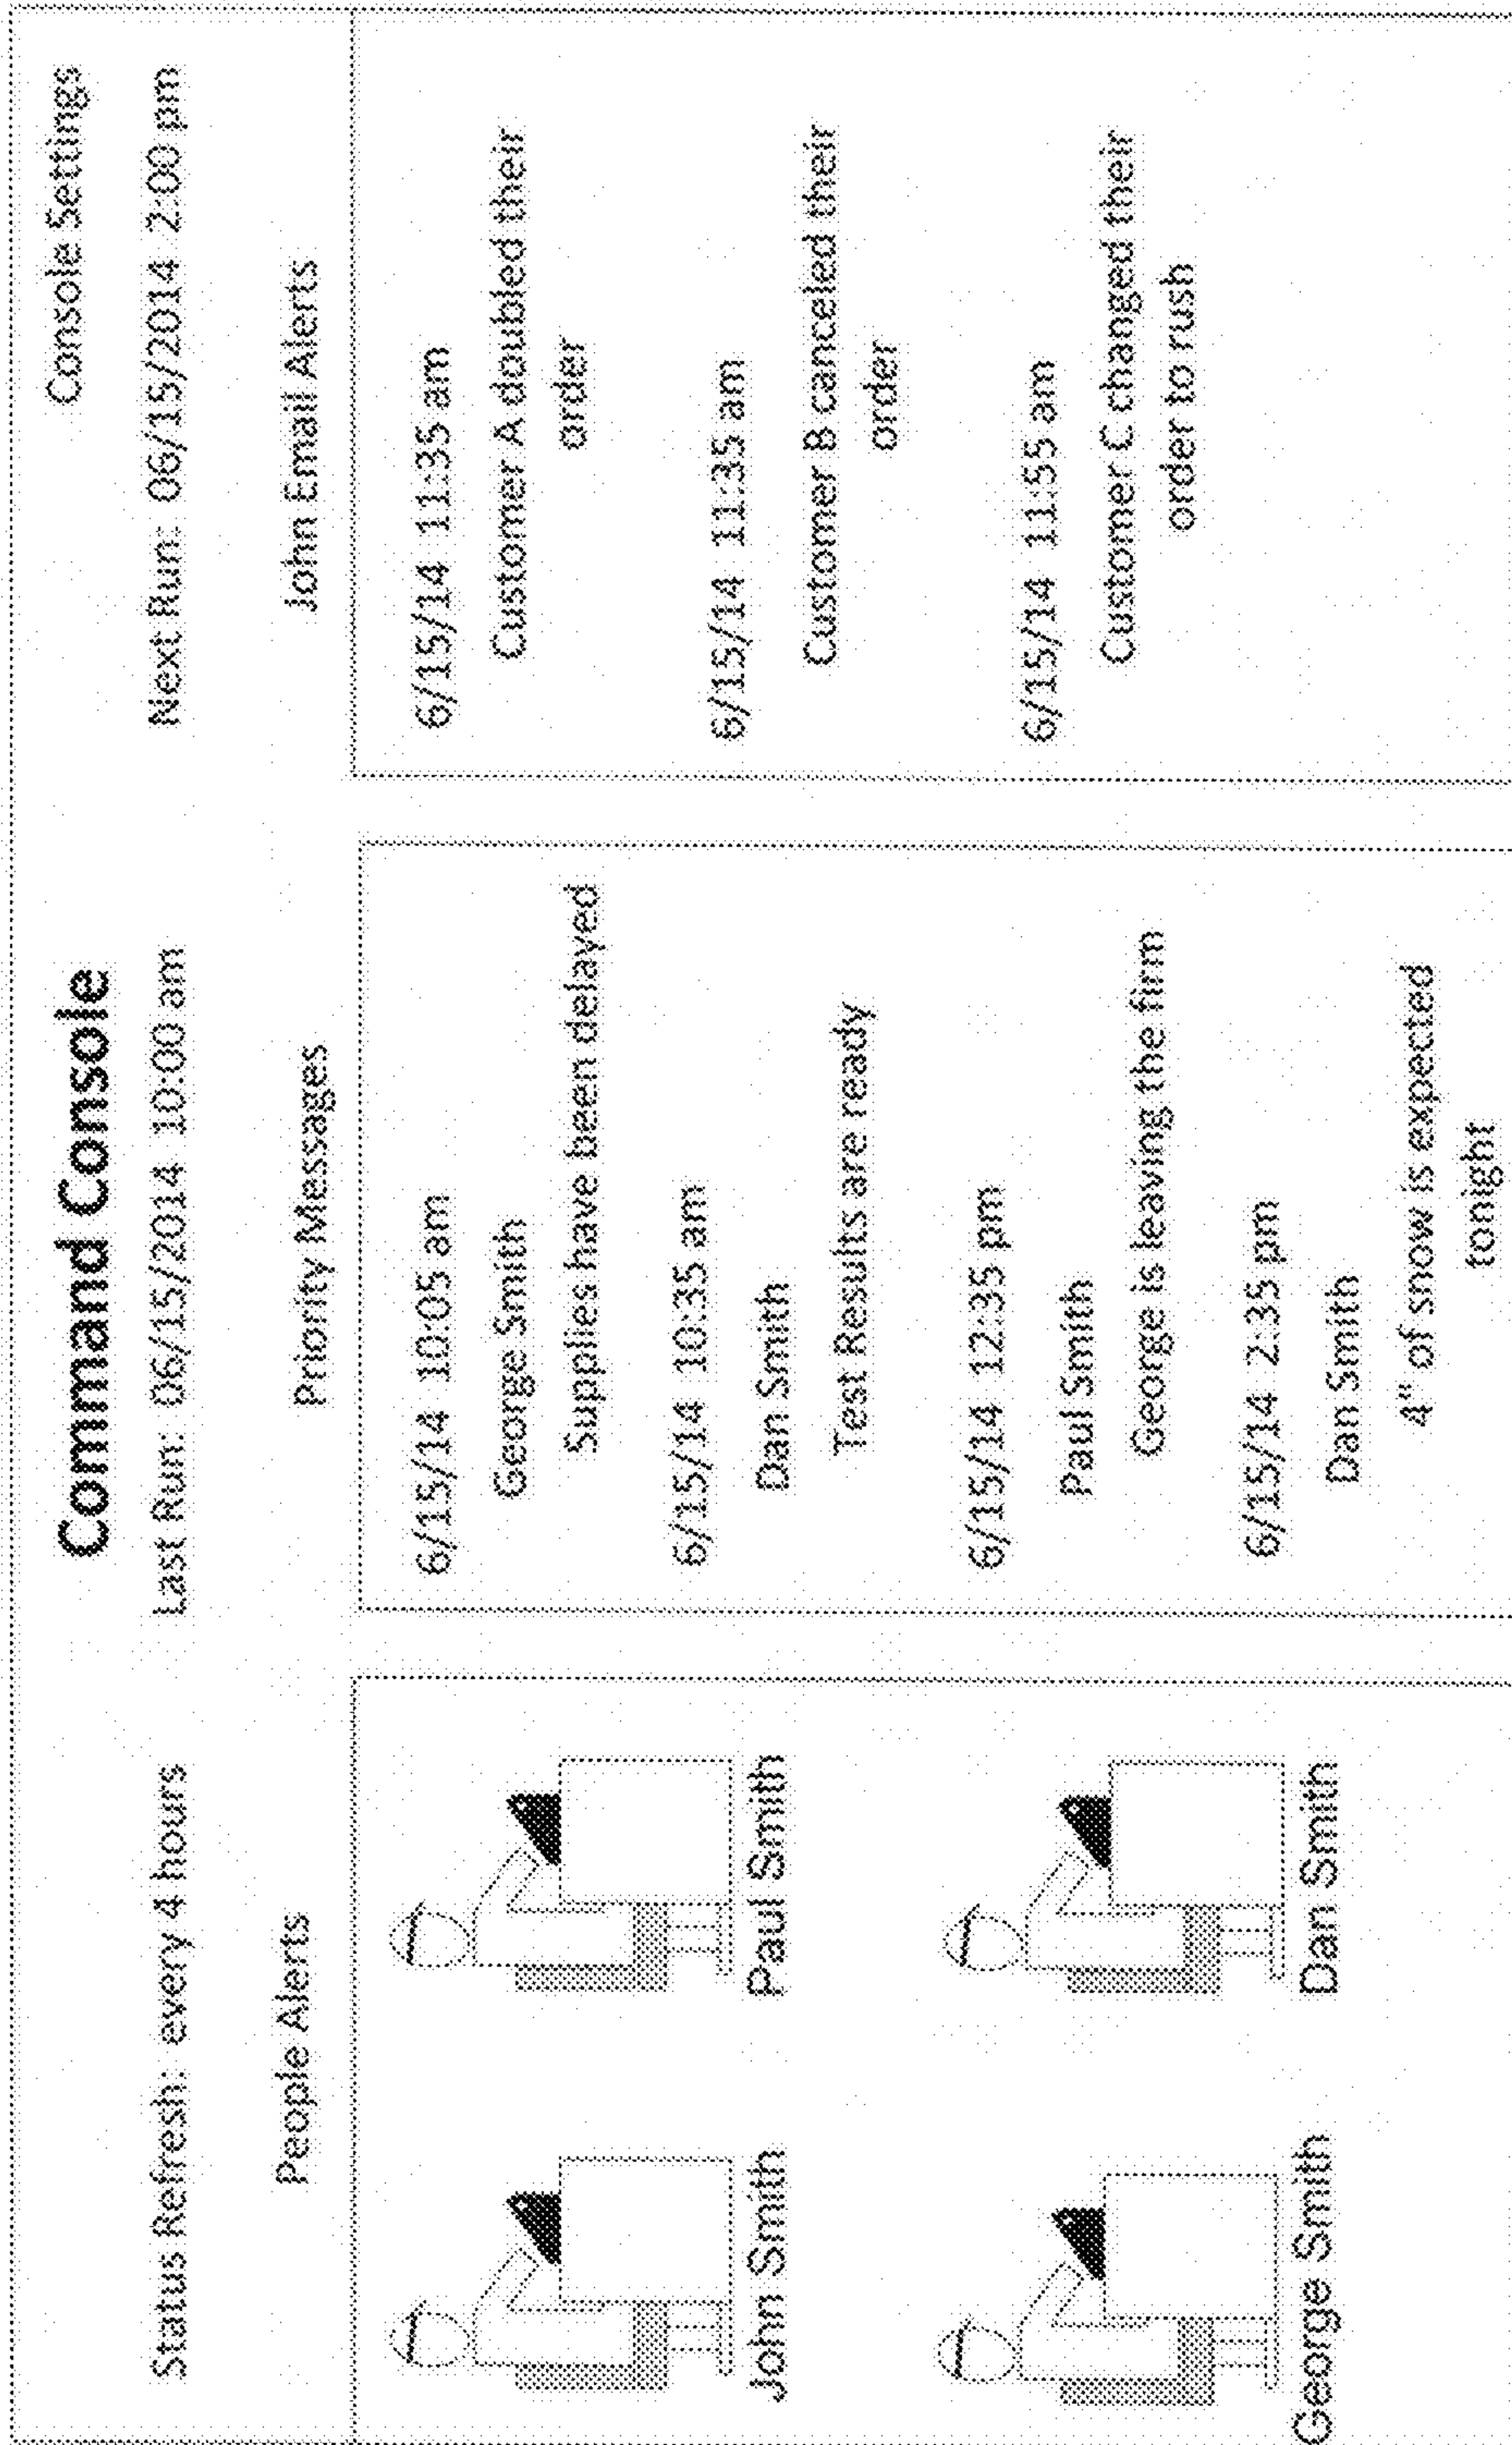 Command Console
Console Settings
Status Refresh: every 4 hours
Last Run: 06/15/2014 10:00 am
Next Run: 06/15/2014 2:00 pm
People Alerts
John Smith
Paul Smith
George Smith
Dan Smith
Priority Messages
6/15/14 10:05 am
George Smith
Supplies have been delayed
6/15/14 10:35 am
Dan Smith
Test Results are ready
6/15/14 12:35 pm
Paul Smith
George is leaving the firm
6/15/14 2:35 pm
Dan Smith
4" of snow is expected
tonight
John Email Alerts
6/15/14 11:35 am
Customer A doubled their
order
6/15/14 11:35 am
Customer B canceled their
order
6/15/14 11:55 am
Customer C changed their
order to rush